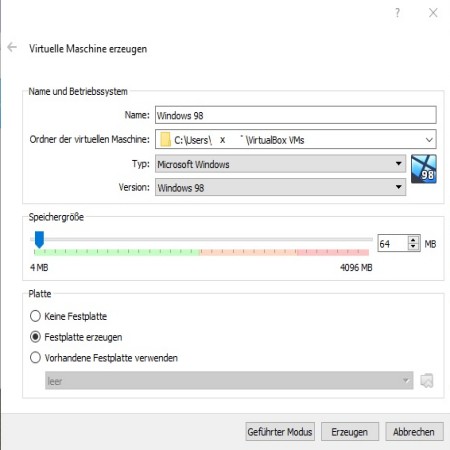 ?
Virtuelle Maschine erzeugen
Name und Betriebssystem
Name: Windows 98
Ordner der virtuellen Maschine: C:\Users\ x \VirtualBox VMs
Typ: Microsoft Windows
98
Version: Windows 98
Speichergröße
64 MB
4 MB 4096 MB
Platte
Keine Festplatte
Festplatte erzeugen
Vorhandene Festplatte verwenden
leer
Geführter Modus Erzeugen Abbrechen